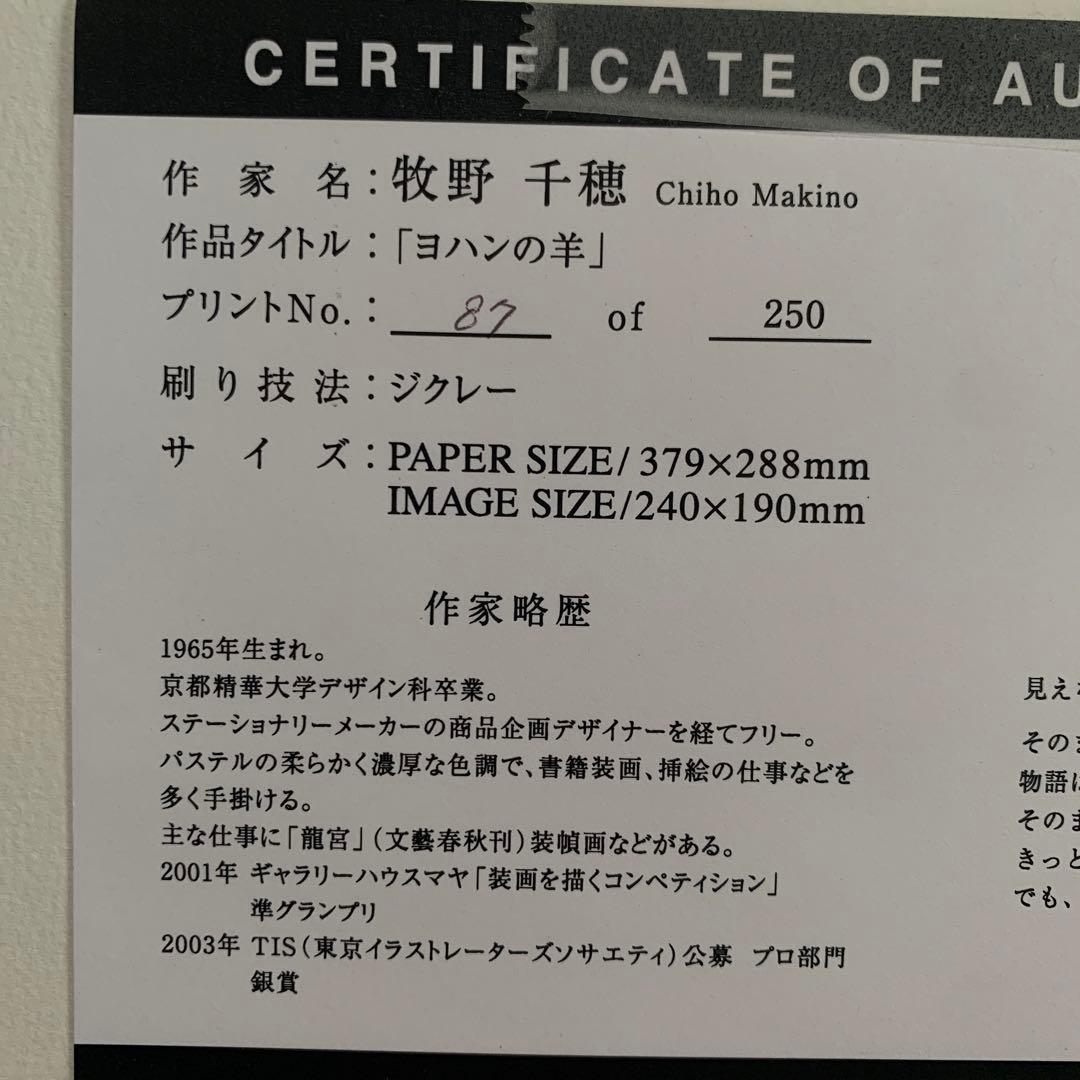 CERTIFICATE OF AU
作家名：牧野 千穂 Chiho Makino
作品タイトル：「ヨハンの羊」
プリントNo.： 87 of 250
刷り技法：ジクレー
サイズ：PAPER SIZE/ 379×288mm
IMAGE SIZE/240×190mm
作家略歴
1965年生まれ。
京都精華大学デザイン科卒業。
ステーショナリーメーカーの商品企画デザイナーを経てフリー。
パステルの柔らかく濃厚な色調で、書籍装画、挿絵の仕事などを
多く手掛ける。
主な仕事に「龍宮」（文藝春秋刊）装幀画などがある。
2001年 ギャラリーハウスマヤ「装画を描くコンペティション」
準グランプリ
2003年 TIS（東京イラストレーターズソサエティ）公募 プロ部門
銀賞
見え
そのま
物語に
そのま
きっと
でも、